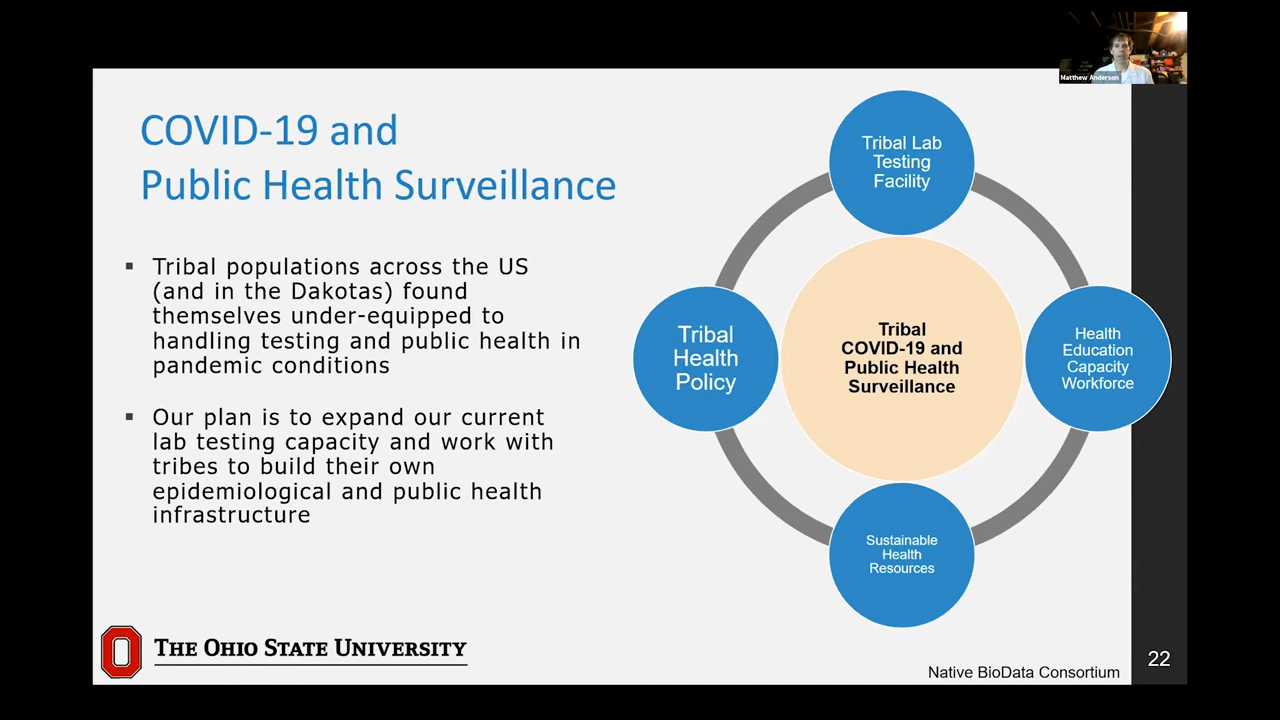 Matthew Anderson
COVID-19 and
Public Health Surveillance
▪ Tribal populations across the US
(and in the Dakotas) found
themselves under-equipped to
handling testing and public health in
pandemic conditions
▪ Our plan is to expand our current
lab testing capacity and work with
tribes to build their own
epidemiological and public health
infrastructure
Tribal Lab
Testing
Facility
Tribal
Health
Policy
Tribal
COVID-19 and
Public Health
Surveillance
Health
Education
Capacity
Workforce
Sustainable
Health
Resources
THE OHIO STATE UNIVERSITY
Native BioData Consortium
22